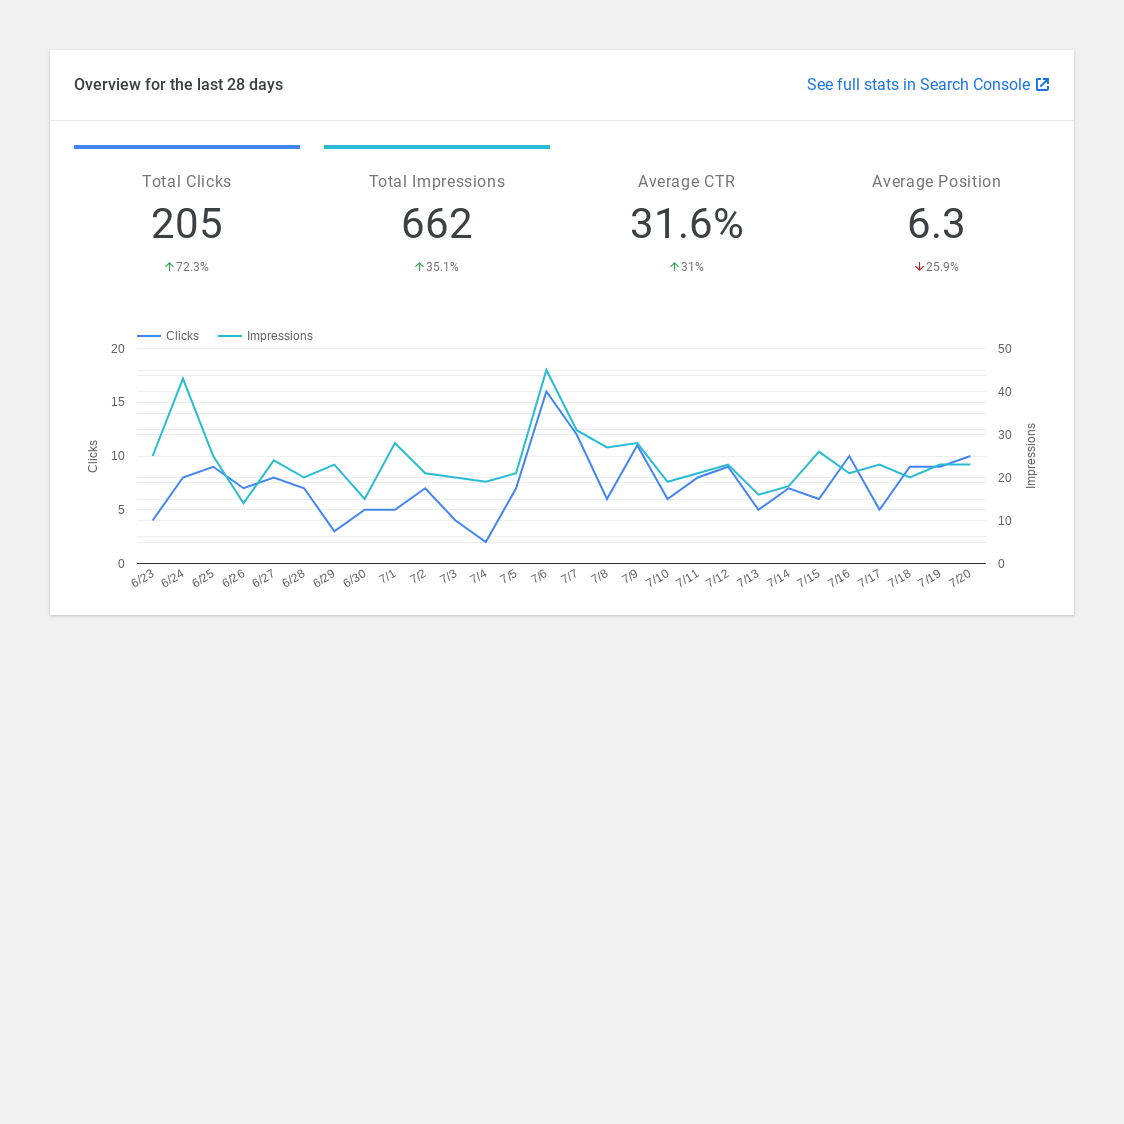 Overview for the last 28 days
See full stats in Search Console
Total Clicks
205
72.3%
Total Impressions
662
35.1%
Average CTR
31.6%
31%
Average Position
6.3
25.9%
Clicks Impressions
20
15
10
5
0
Clicks
50
40
30
20
10
0
Impressions
6/23 6/24 6/25 6/26 6/27 6/28 6/29 6/30 7/1 7/2 7/3 7/4 7/5 7/6 7/7 7/8 7/9 7/10 7/11 7/12 7/13 7/14 7/15 7/16 7/17 7/18 7/19 7/20